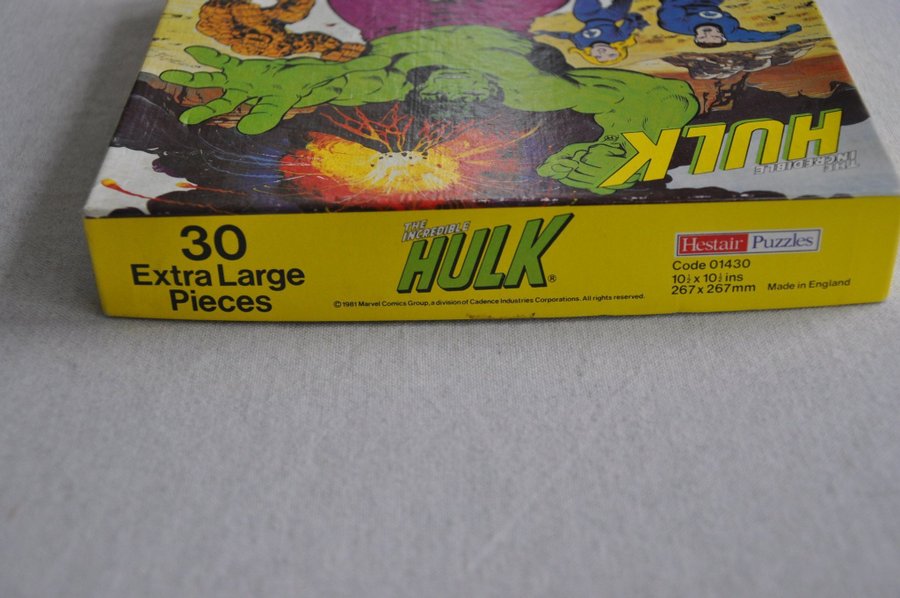 THE
INCREDIBLE
HULK
30
Extra Large
Pieces
THE
INCREDIBLE
HULK®
© 1981 Marvel Comics Group, a division of Cadence Industries Corporations. All rights reserved.
Hestair Puzzles
Code 01430
10½ x 10½ ins
267 x 267mm
Made in England